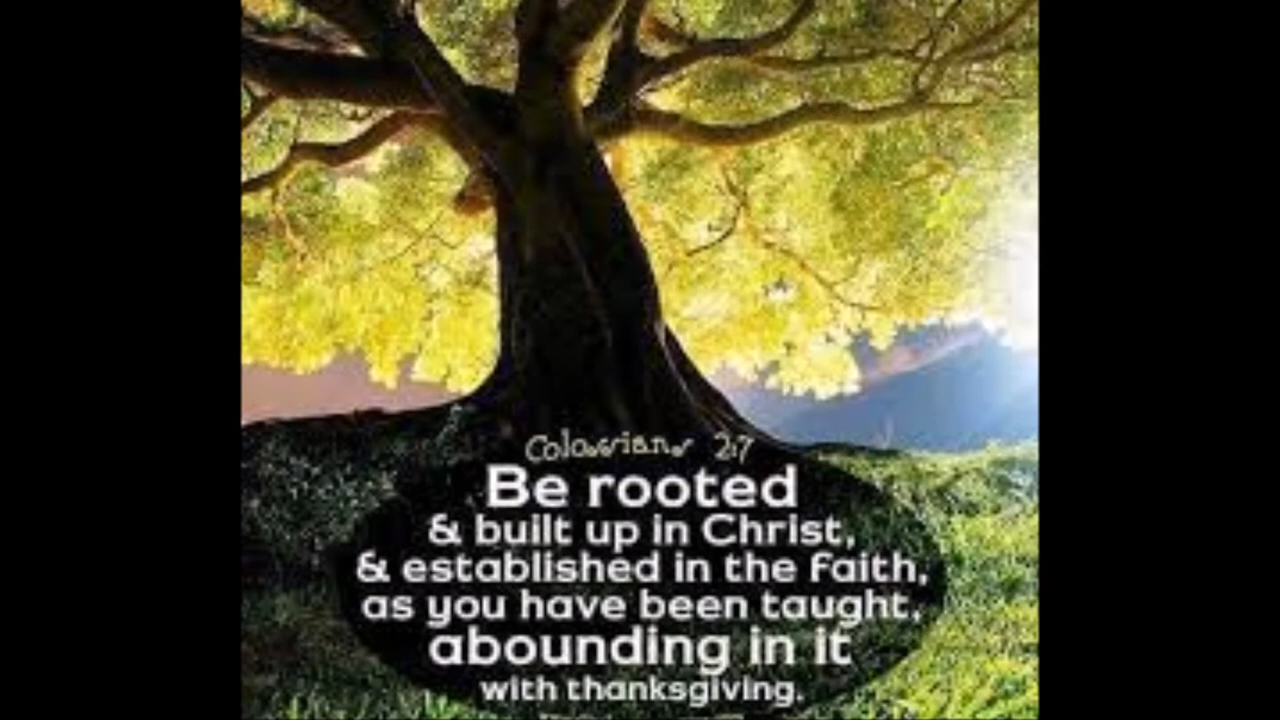 Colossians 2:7
Be rooted
& built up in Christ,
& established in the faith,
as you have been taught,
abounding in it
with thanksgiving.